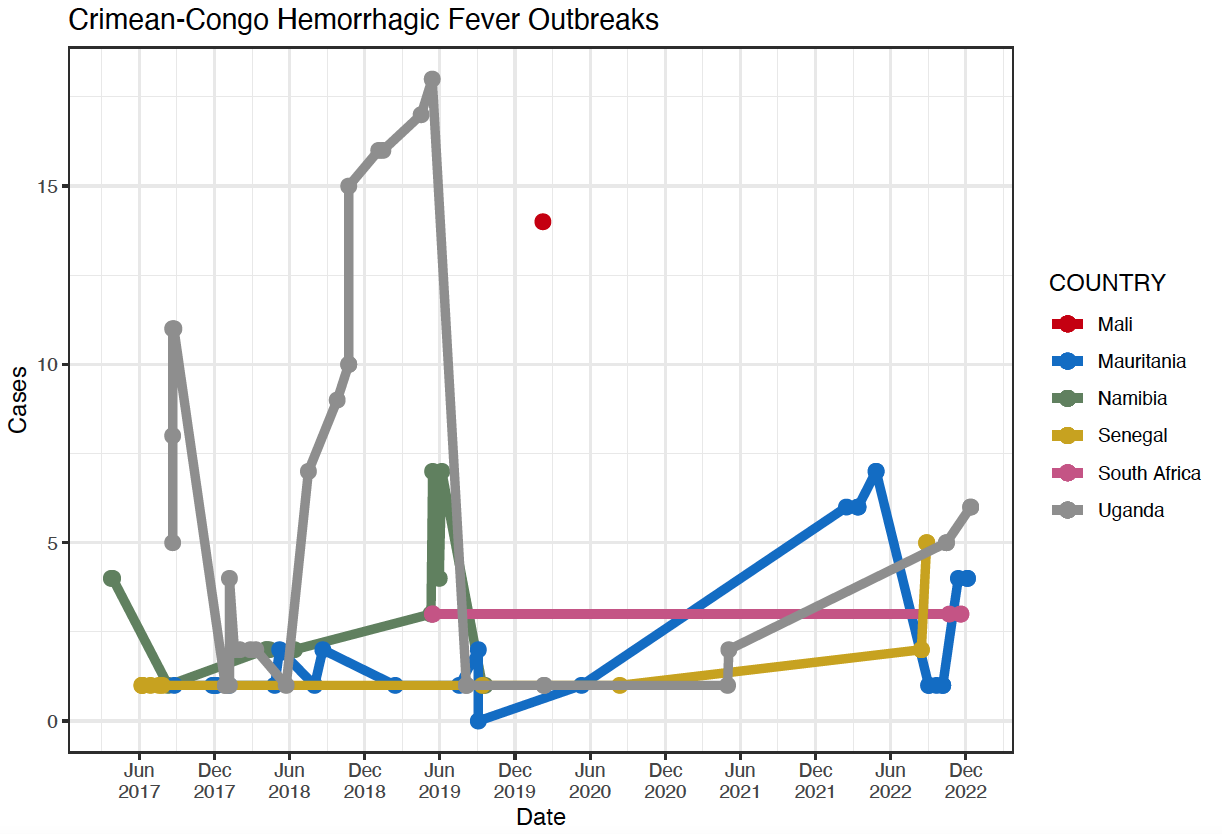 Crimean-Congo Hemorrhagic Fever Outbreaks
15
10
5
0
Cases
Jun Dec Jun Dec Jun Dec Jun Dec Jun Dec Jun Dec
2017 2017 2018 2018 2019 2019 2020 2020 2021 2021 2022 2022
Date
COUNTRY
Mali
Mauritania
Namibia
Senegal
South Africa
Uganda